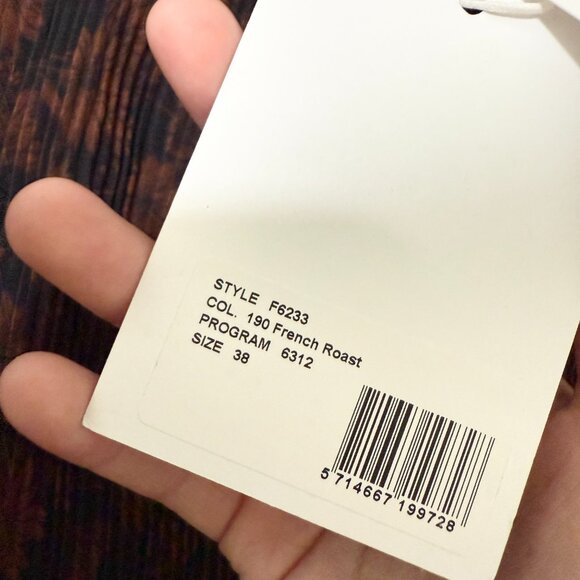 STYLE F6233
COL. 190 French Roast
PROGRAM 6312
SIZE 38
5 714667 199728